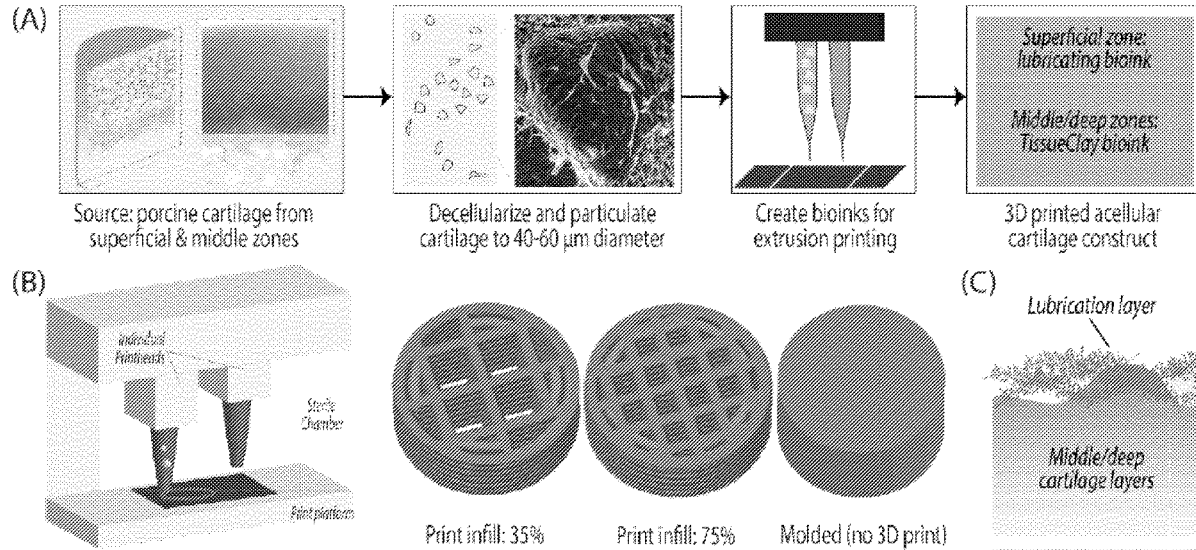 (A)
Superficial zone:
lubricating bioink
Middle/deep zones:
TissueClay bioink
Source: porcine cartilage from
superficial & middle zones
Decellularize and particulate
cartilage to 40-60 µm diameter
Create bioinks for
extrusion printing
3D printed acellular
cartilage construct
(B)
Individual
Printheads
Sterile
Chamber
Print platform
Print infill: 35%
Print infill: 75%
Molded (no 3D print)
(C)
Lubrication layer
Middle/deep
cartilage layers